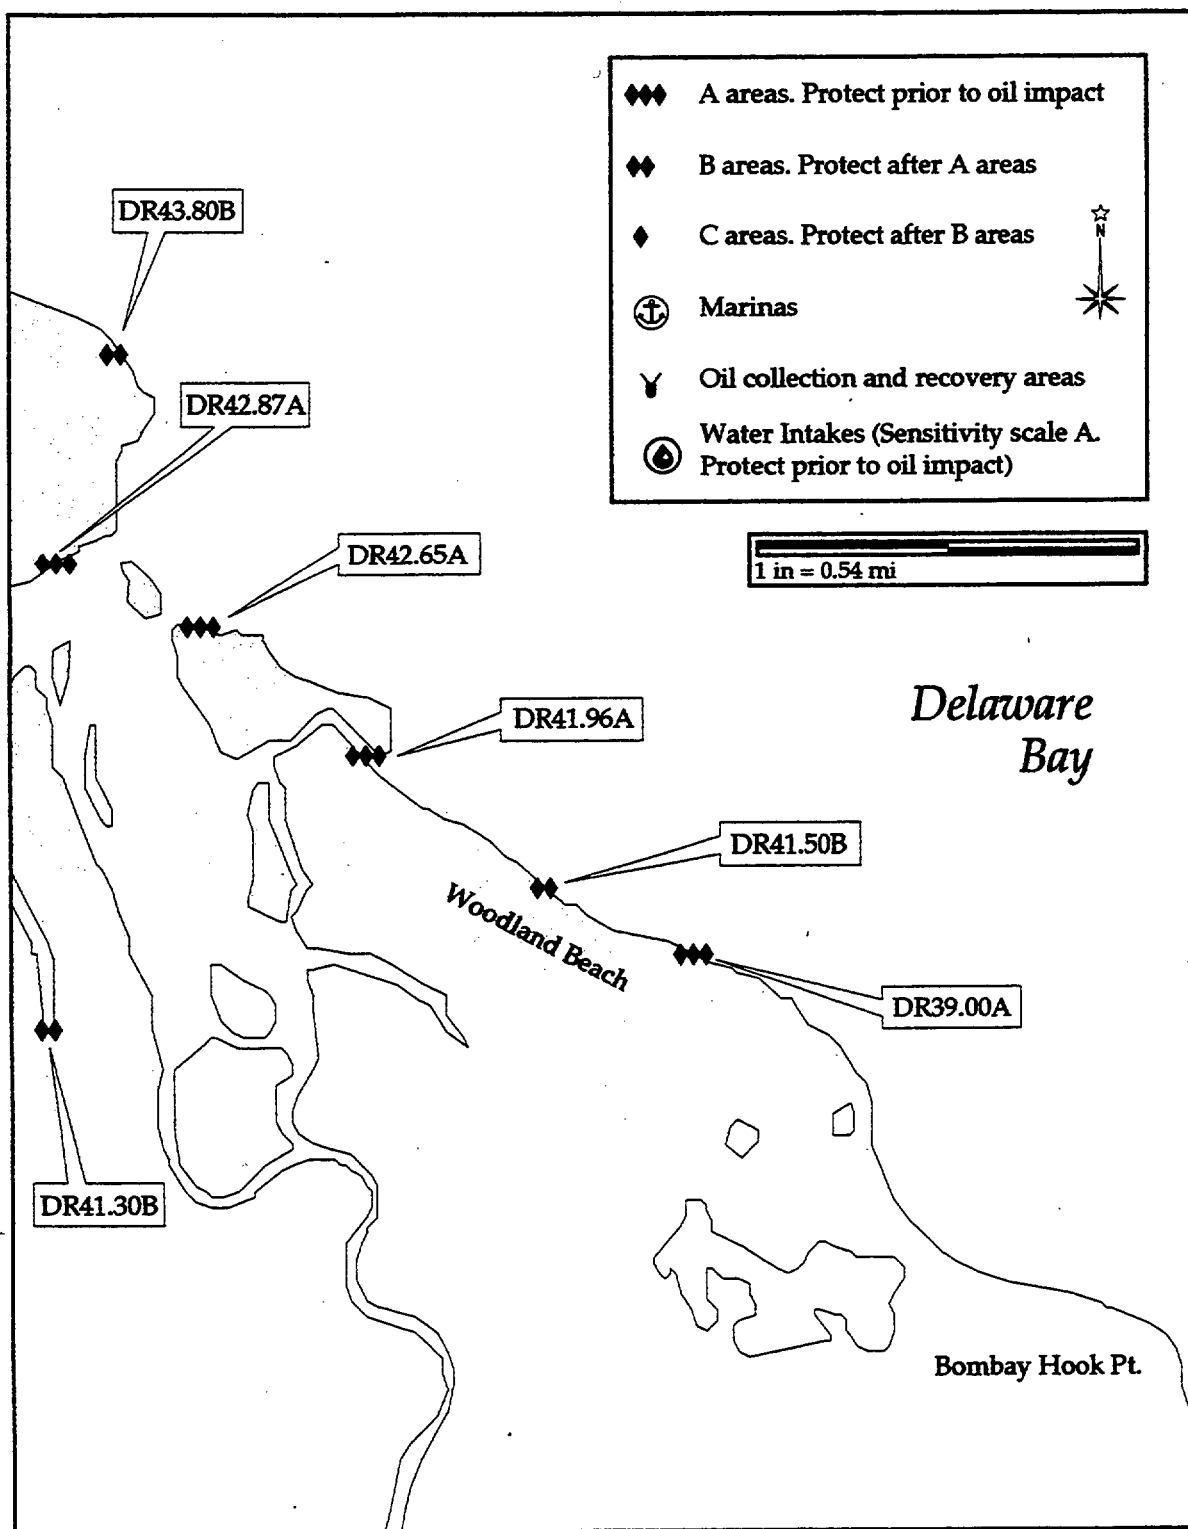 A areas. Protect prior to oil impact
B areas. Protect after A areas
C areas. Protect after B areas
N
Marinas
Oil collection and recovery areas
Water Intakes (Sensitivity scale A.
Protect prior to oil impact)
1 in = 0.54 mi
DR43.80B
DR42.87A
DR42.65A
DR41.96A
Delaware
Bay
DR41.50B
Woodland Beach
DR39.00A
DR41.30B
Bombay Hook Pt.